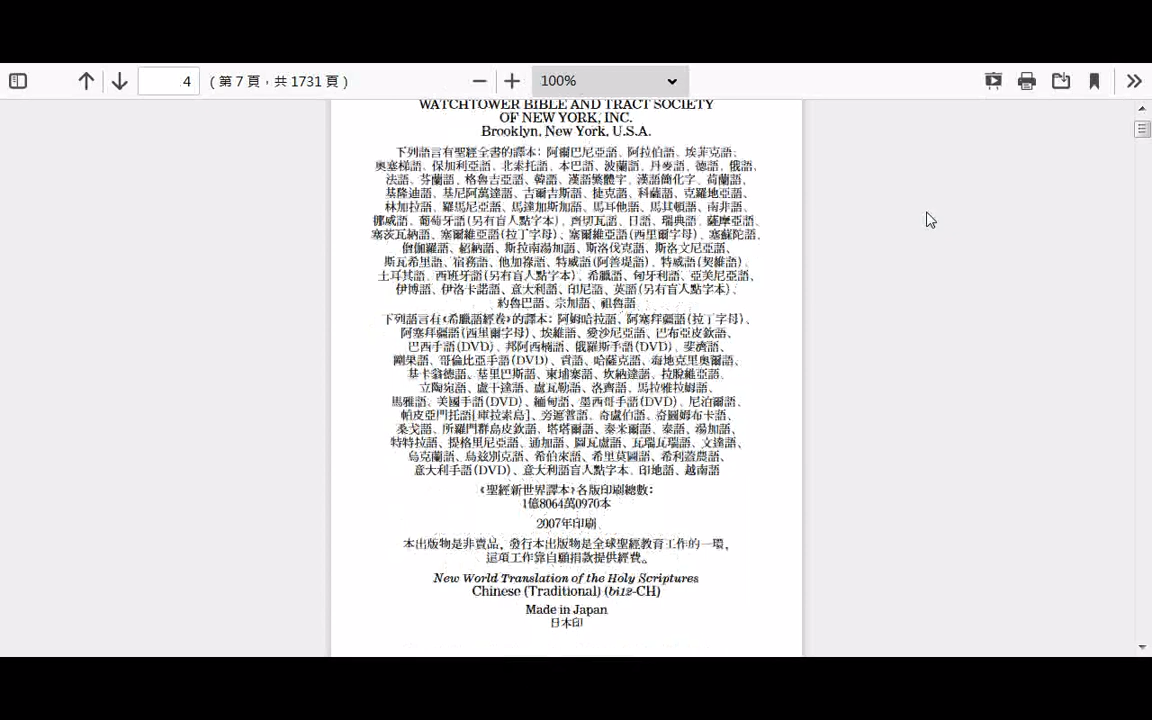 4
(第 7 頁，共 1731 頁)
100%
WATCHTOWER BIBLE AND TRACT SOCIETY
OF NEW YORK, INC.
Brooklyn, New York, U.S.A.
下列語言有聖經全書的譯本：阿爾巴尼亞語、阿拉伯語、埃菲克語、
奧塞梯語、保加利亞語、北索托語、本巴語、波蘭語、丹麥語、德語、俄語、
法語、芬蘭語、格魯吉亞語、韓語、漢語繁體字、漢語簡化字、荷蘭語、
基隆迪語、基尼阿萬達語、吉爾吉斯語、捷克語、科薩語、克羅地亞語、
林加拉語、羅馬尼亞語、馬達加斯加語、馬耳他語、馬其頓語、南非語、
挪威語、葡萄牙語(另有盲人點字本)、齊切瓦語、日語、瑞典語、薩摩亞語、
塞茨瓦納語、塞爾維亞語(拉丁字母)、塞爾維亞語(西里爾字母)、塞蘇陀語、
僧伽羅語、紹納語、斯拉南湯加語、斯洛伐克語、斯洛文尼亞語、
斯瓦希里語、宿務語、他加祿語、特威語(阿善堤語)、特威語(契維語)、
土耳其語、西班牙語(另有盲人點字本)、希臘語、匈牙利語、亞美尼亞語、
伊博語、伊洛卡諾語、意大利語、印尼語、英語(另有盲人點字本)、
約魯巴語、宗加語、祖魯語
下列語言有《希臘語經卷》的譯本：阿姆哈拉語、阿塞拜疆語(拉丁字母)、
阿塞拜疆語(西里爾字母)、埃維語、愛沙尼亞語、巴布亞皮欽語、
巴西手語(DVD)、邦阿西楠語、俄羅斯手語(DVD)、斐濟語、
剛果語、哥倫比亞手語(DVD)、貢語、哈薩克語、海地克里奧爾語、
基卡翁德語、基里巴斯語、柬埔寨語、坎納達語、拉脫維亞語、
立陶宛語、盧干達語、盧瓦勒語、洛齊語、馬拉雅拉姆語、
馬雅語、美國手語(DVD)、緬甸語、墨西哥手語(DVD)、尼泊爾語、
帕皮亞門托語[庫拉索島]、旁遮普語、奇盧伯語、奇圖姆布卡語、
桑戈語、所羅門群島皮欽語、塔塔爾語、泰米爾語、泰語、湯加語、
特特拉語、提格里尼亞語、通加語、圖瓦盧語、瓦瑞瓦瑞語、文達語、
烏克蘭語、烏茲別克語、希伯來語、希里莫圖語、希利蓋農語、
意大利手語(DVD)、意大利語盲人點字本、印地語、越南語
《聖經新世界譯本》各版印刷總數：
1億8064萬0970本
2007年印刷
本出版物是非賣品，發行本出版物是全球聖經教育工作的一環，
這項工作靠自願捐款提供經費。
New World Translation of the Holy Scriptures
Chinese (Traditional) (bi12-CH)
Made in Japan
日本印